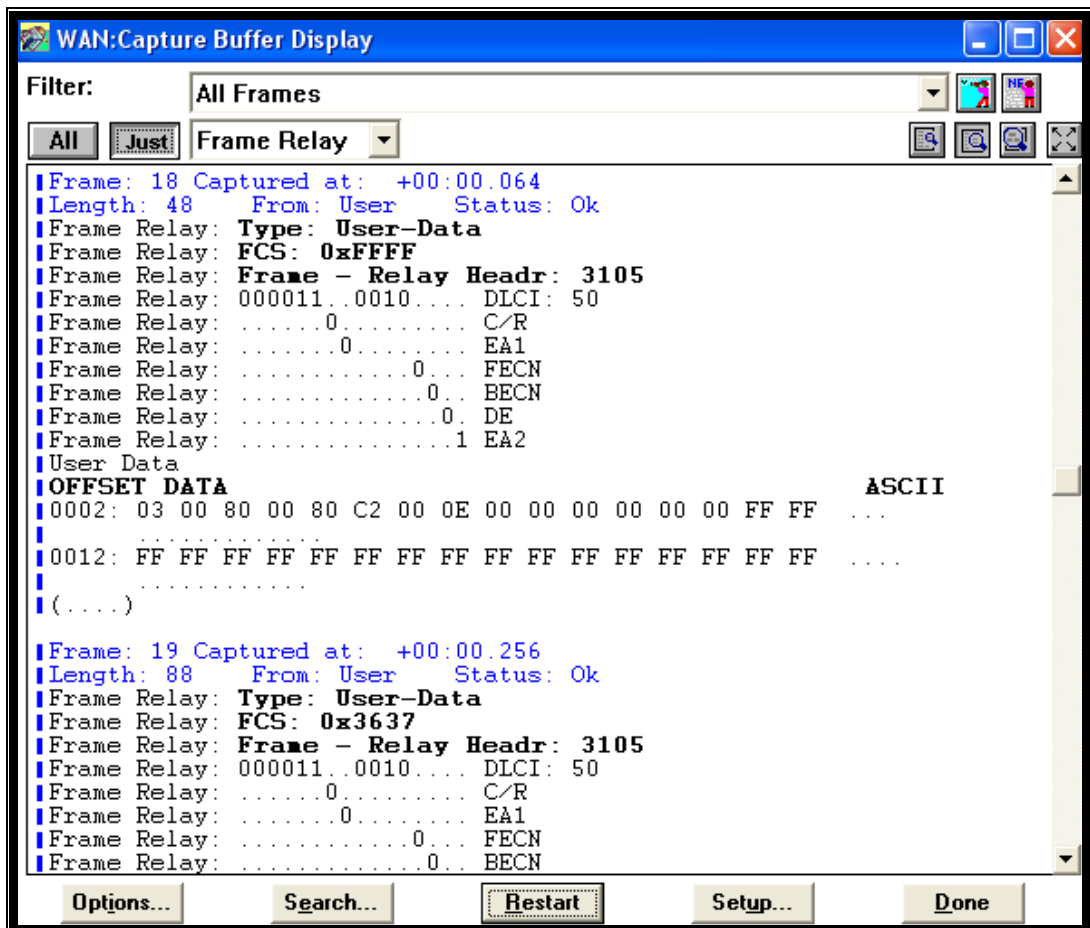 WAN:Capture Buffer Display
Filter: All Frames
All Just Frame Relay
Frame: 18 Captured at: +00:00.064
Length: 48 From: User Status: Ok
Frame Relay: Type: User-Data
Frame Relay: FCS: 0xFFFF
Frame Relay: Frame - Relay Headr: 3105
Frame Relay: 000011..0010.... DLCI: 50
Frame Relay: ......0......... C/R
Frame Relay: .......0........ EA1
Frame Relay: ............0... FECN
Frame Relay: .............0.. BECN
Frame Relay: ..............0. DE
Frame Relay: ...............1 EA2
User Data
OFFSET DATA ASCII
0002: 03 00 80 00 80 C2 00 0E 00 00 00 00 00 00 FF FF ...
.............
0012: FF FF FF FF FF FF FF FF FF FF FF FF FF FF FF FF ....
............
(....)
Frame: 19 Captured at: +00:00.256
Length: 88 From: User Status: Ok
Frame Relay: Type: User-Data
Frame Relay: FCS: 0x3637
Frame Relay: Frame - Relay Headr: 3105
Frame Relay: 000011..0010.... DLCI: 50
Frame Relay: ......0......... C/R
Frame Relay: .......0........ EA1
Frame Relay: ............0... FECN
Frame Relay: .............0.. BECN
Options... Search... Restart Setup... Done